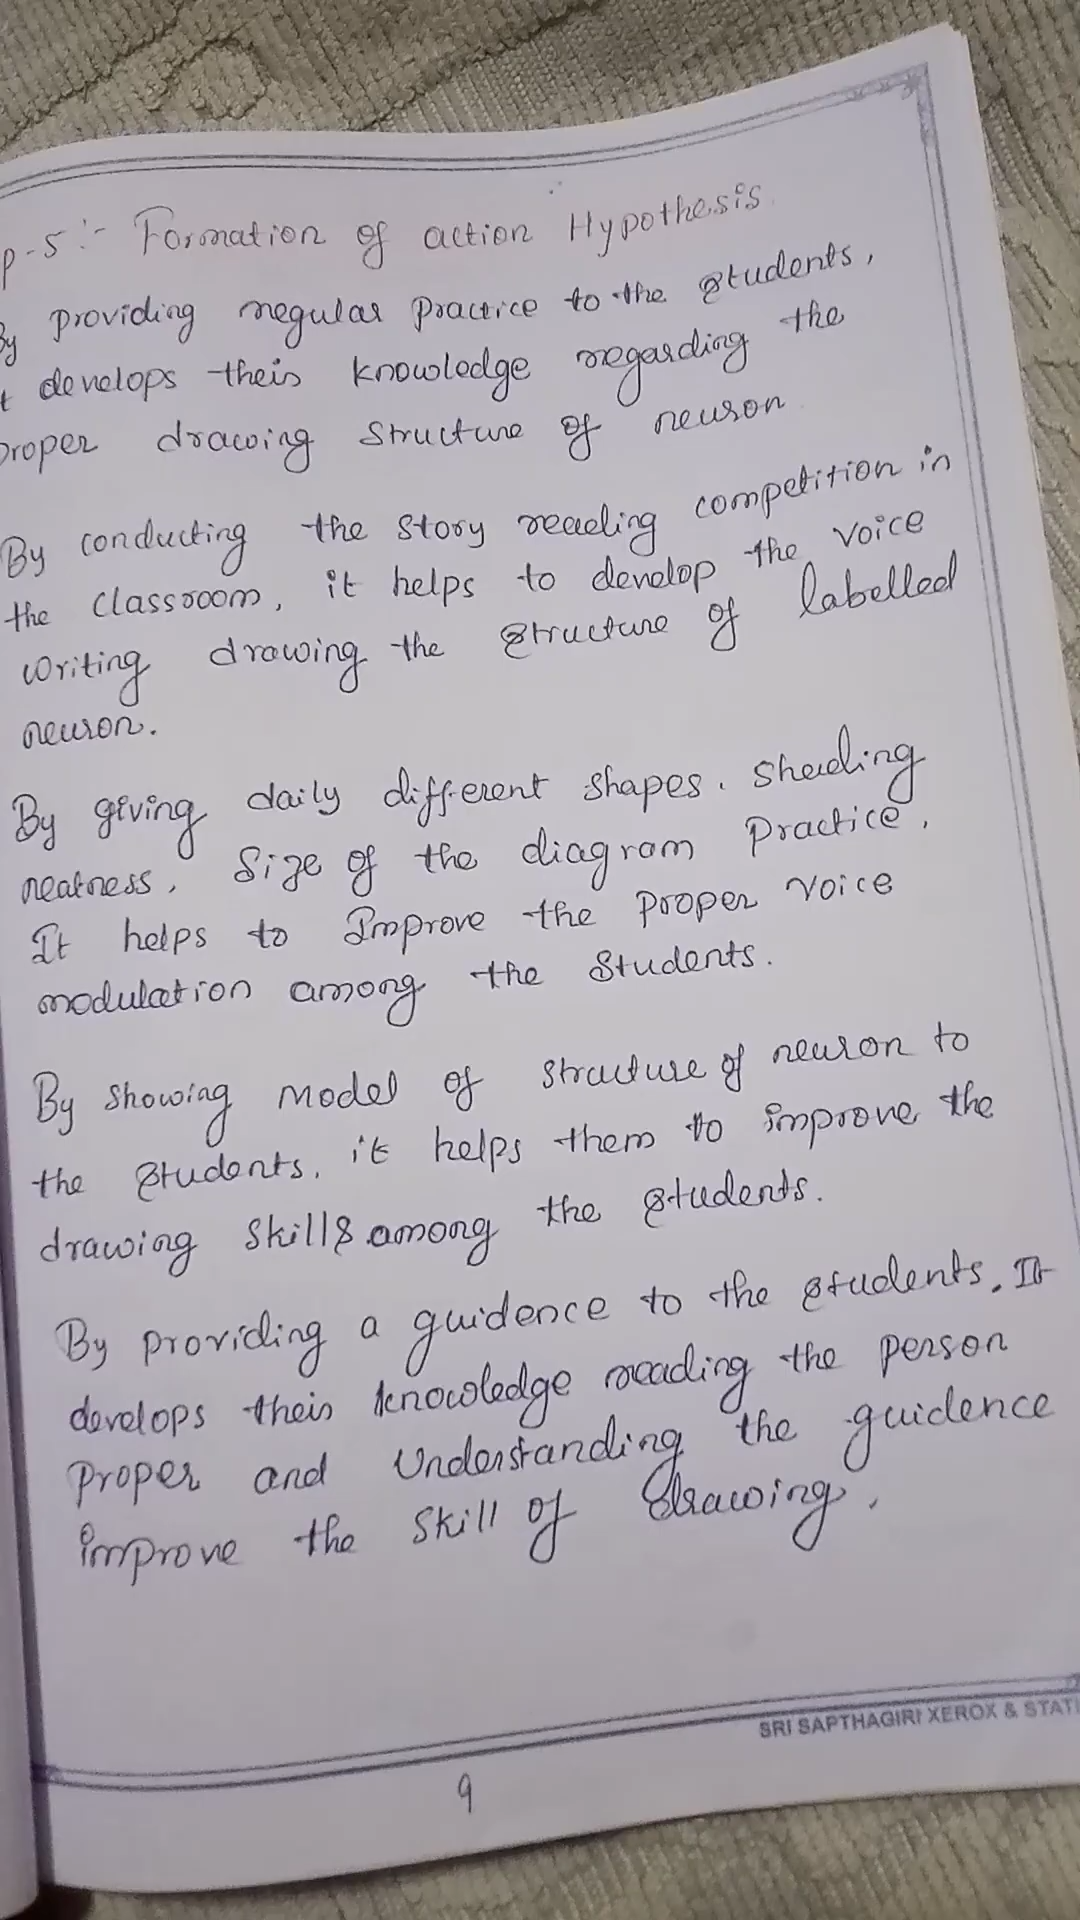 p-5:- Formation of action Hypothesis
By providing regular practice to the students,
t develops their knowledge regarding the
proper drawing structure of neuron
By conducting the story reading competition in
the classroom, it helps to develop the voice
writing drawing the structure of labelled
neuron.
By giving daily different shapes. Shading
neatness, size of the diagram practice,
It helps to Improve the proper voice
modulation among the students.
By showing model of structure of neuron to
the students. it helps them to improve the
drawing skills among the students.
By providing a guidence to the students. It
develops their knowledge reading the person
proper and Understanding the guidence
improve the skill of drawing.
SRI SAPTHAGIRI XEROX & STATI
9